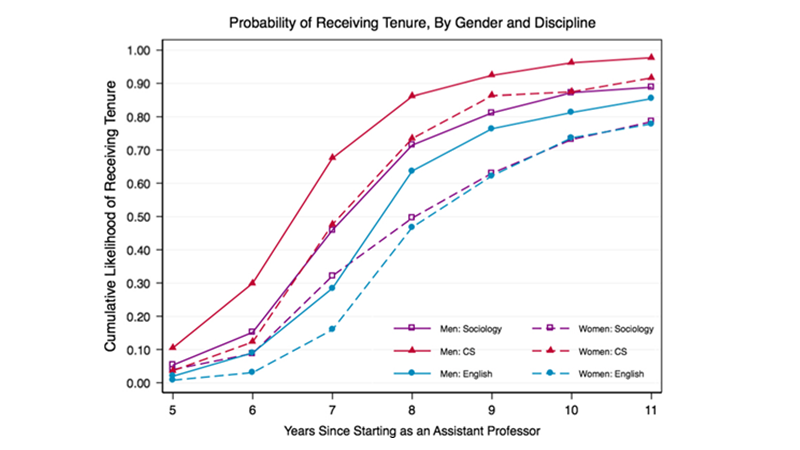 Probability of Receiving Tenure, By Gender and Discipline
Cumulative Likelihood of Receiving Tenure
1.00
0.90
0.80
0.70
0.60
0.50
0.40
0.30
0.20
0.10
0.00
Men: Sociology Women: Sociology
Men: CS Women: CS
Men: English Women: English
5 6 7 8 9 10 11
Years Since Starting as an Assistant Professor